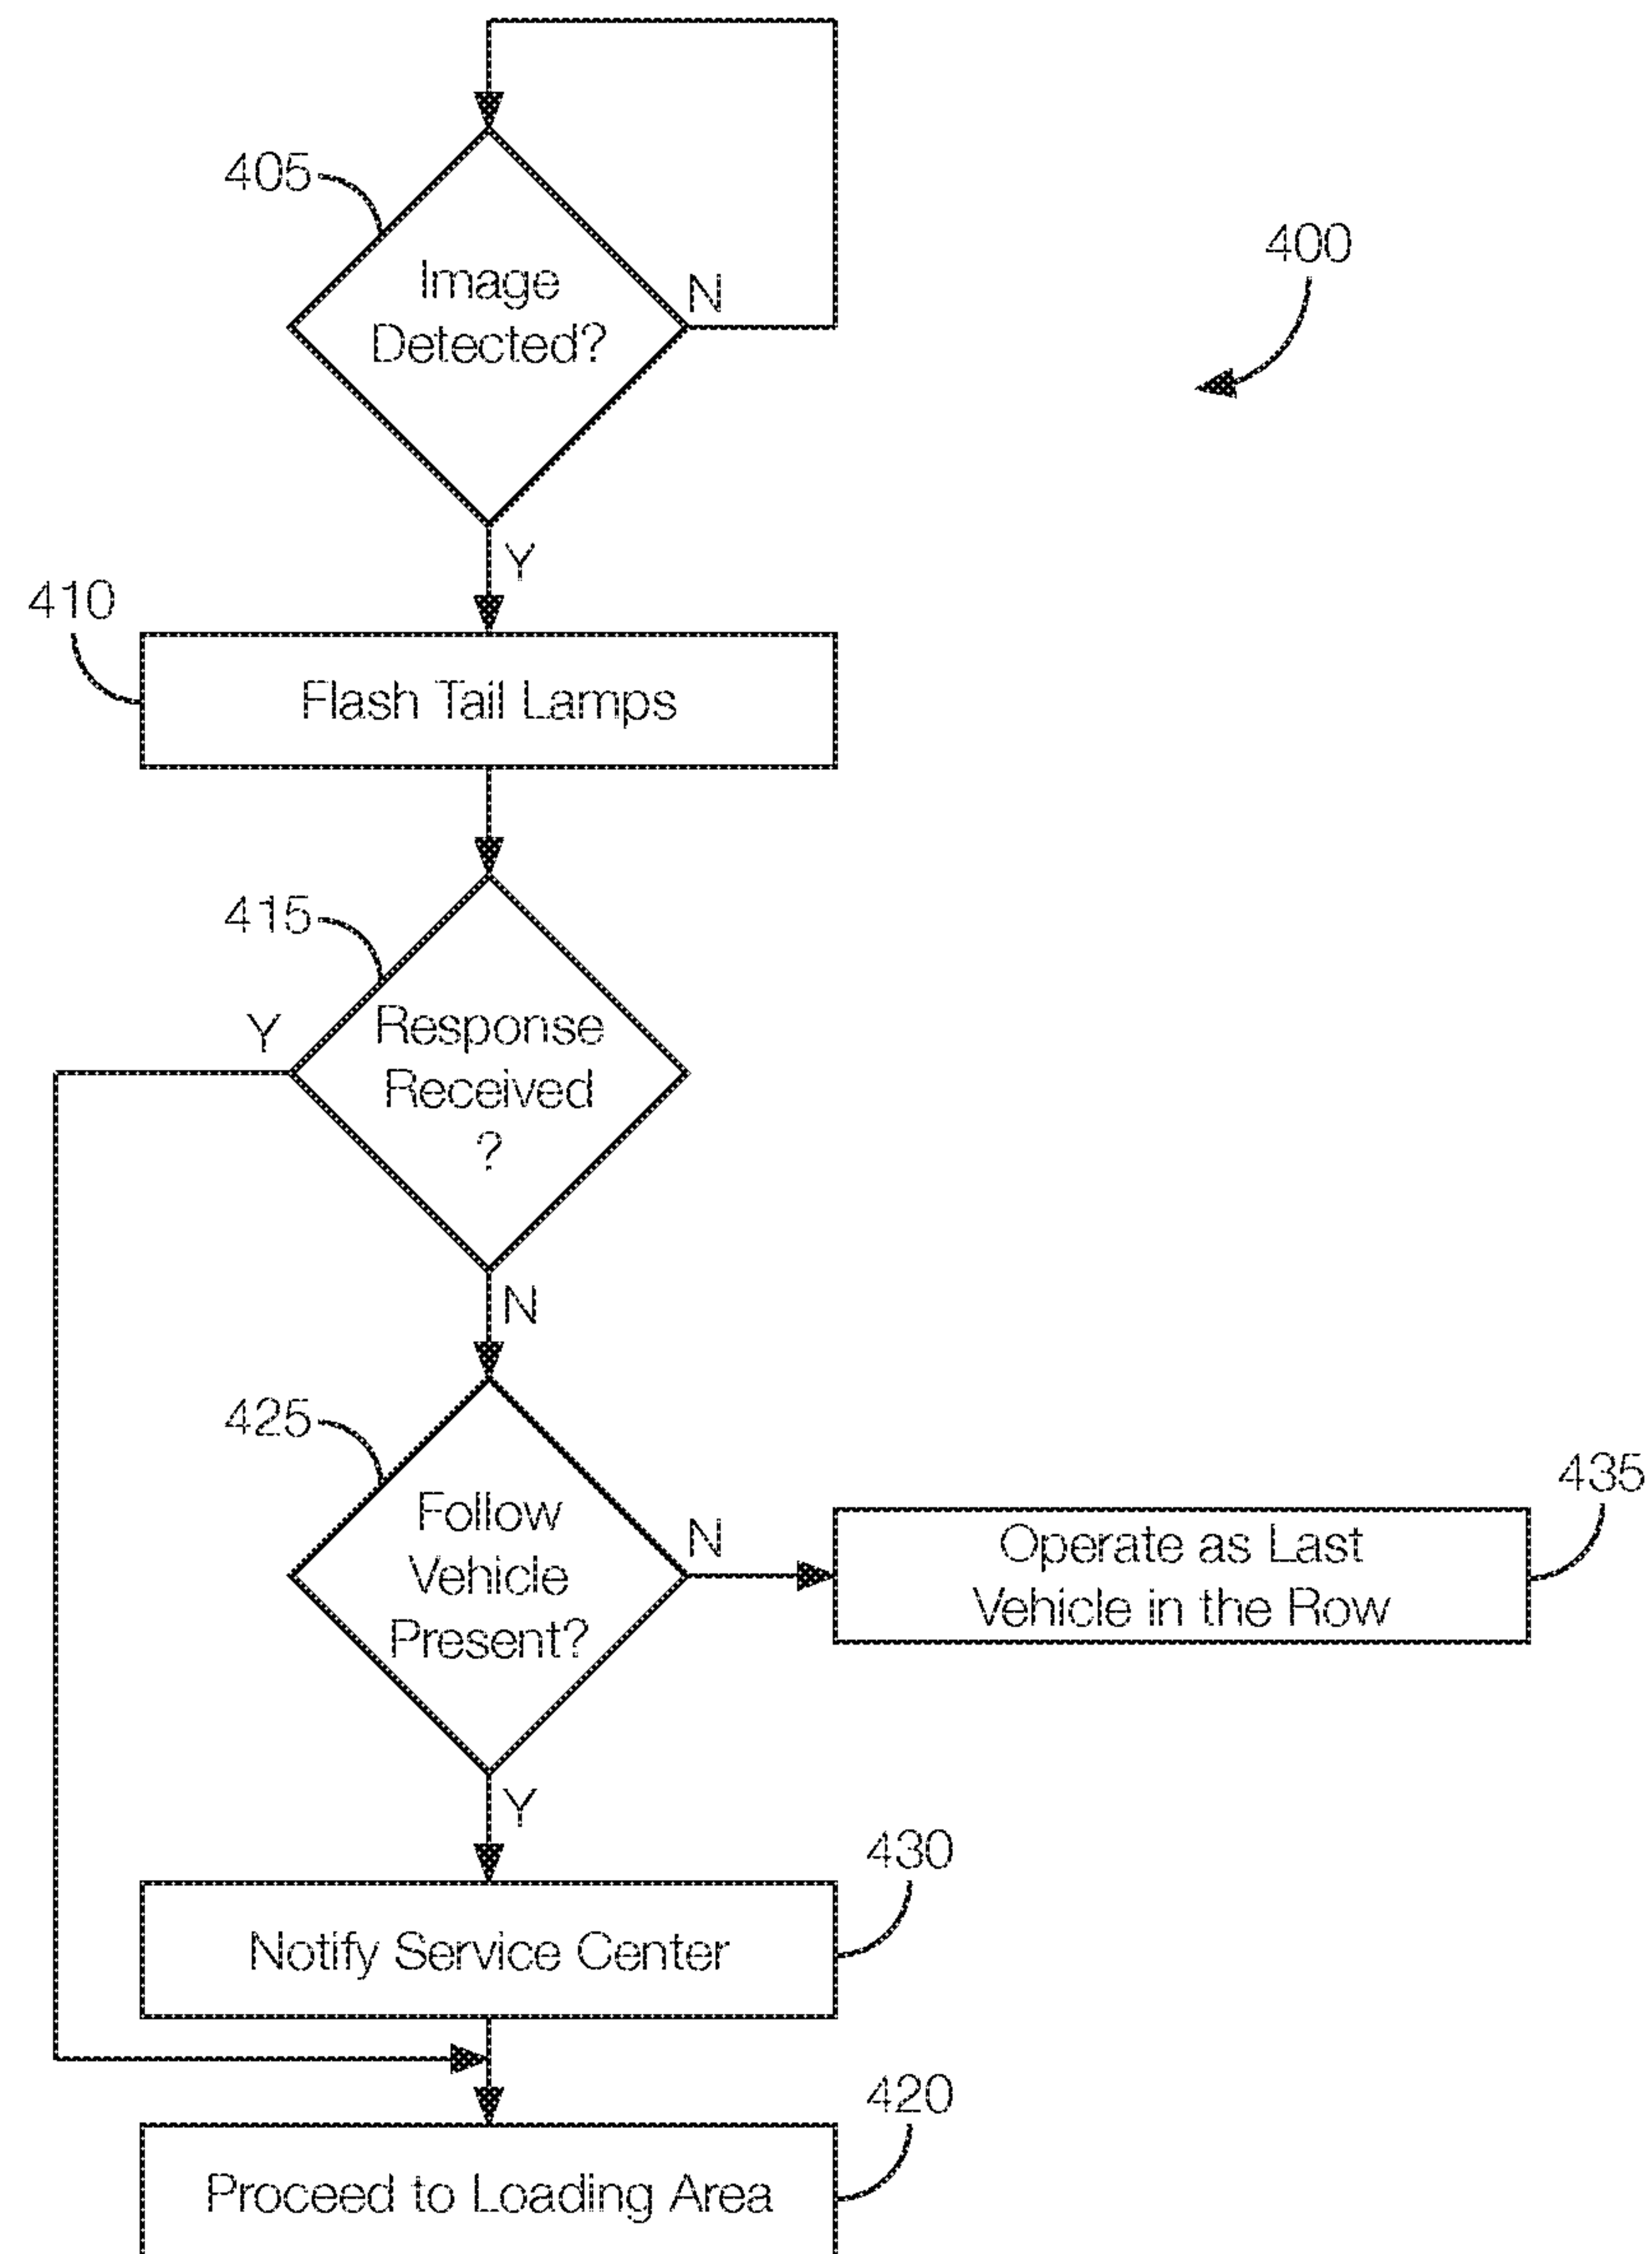 400
405
Image
Detected?
N
Y
410
Flash Tail Lamps
415
Response
Received
?
Y
N
425
Follow
Vehicle
Present?
N
435
Operate as Last
Vehicle in the Row
Y
430
Notify Service Center
420
Proceed to Loading Area